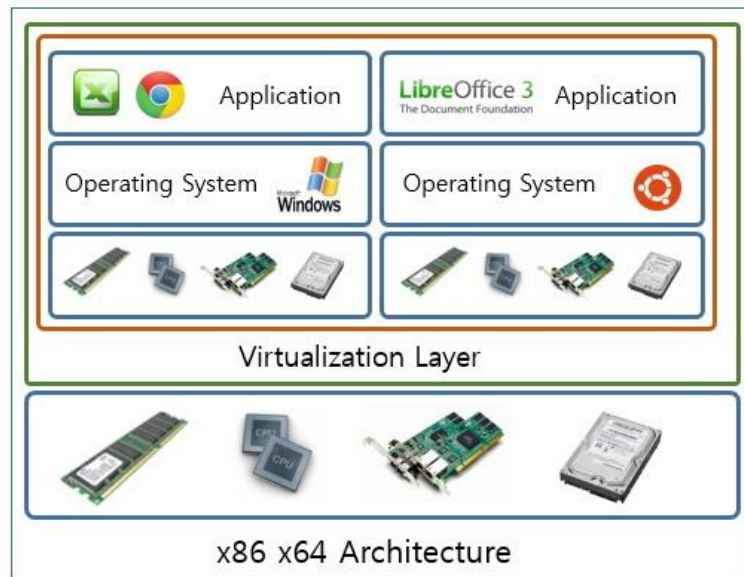 Application
LibreOffice 3
The Document Foundation
Application
Operating System
Microsoft
Windows
Operating System
Virtualization Layer
CPU
CPU
x86 x64 Architecture